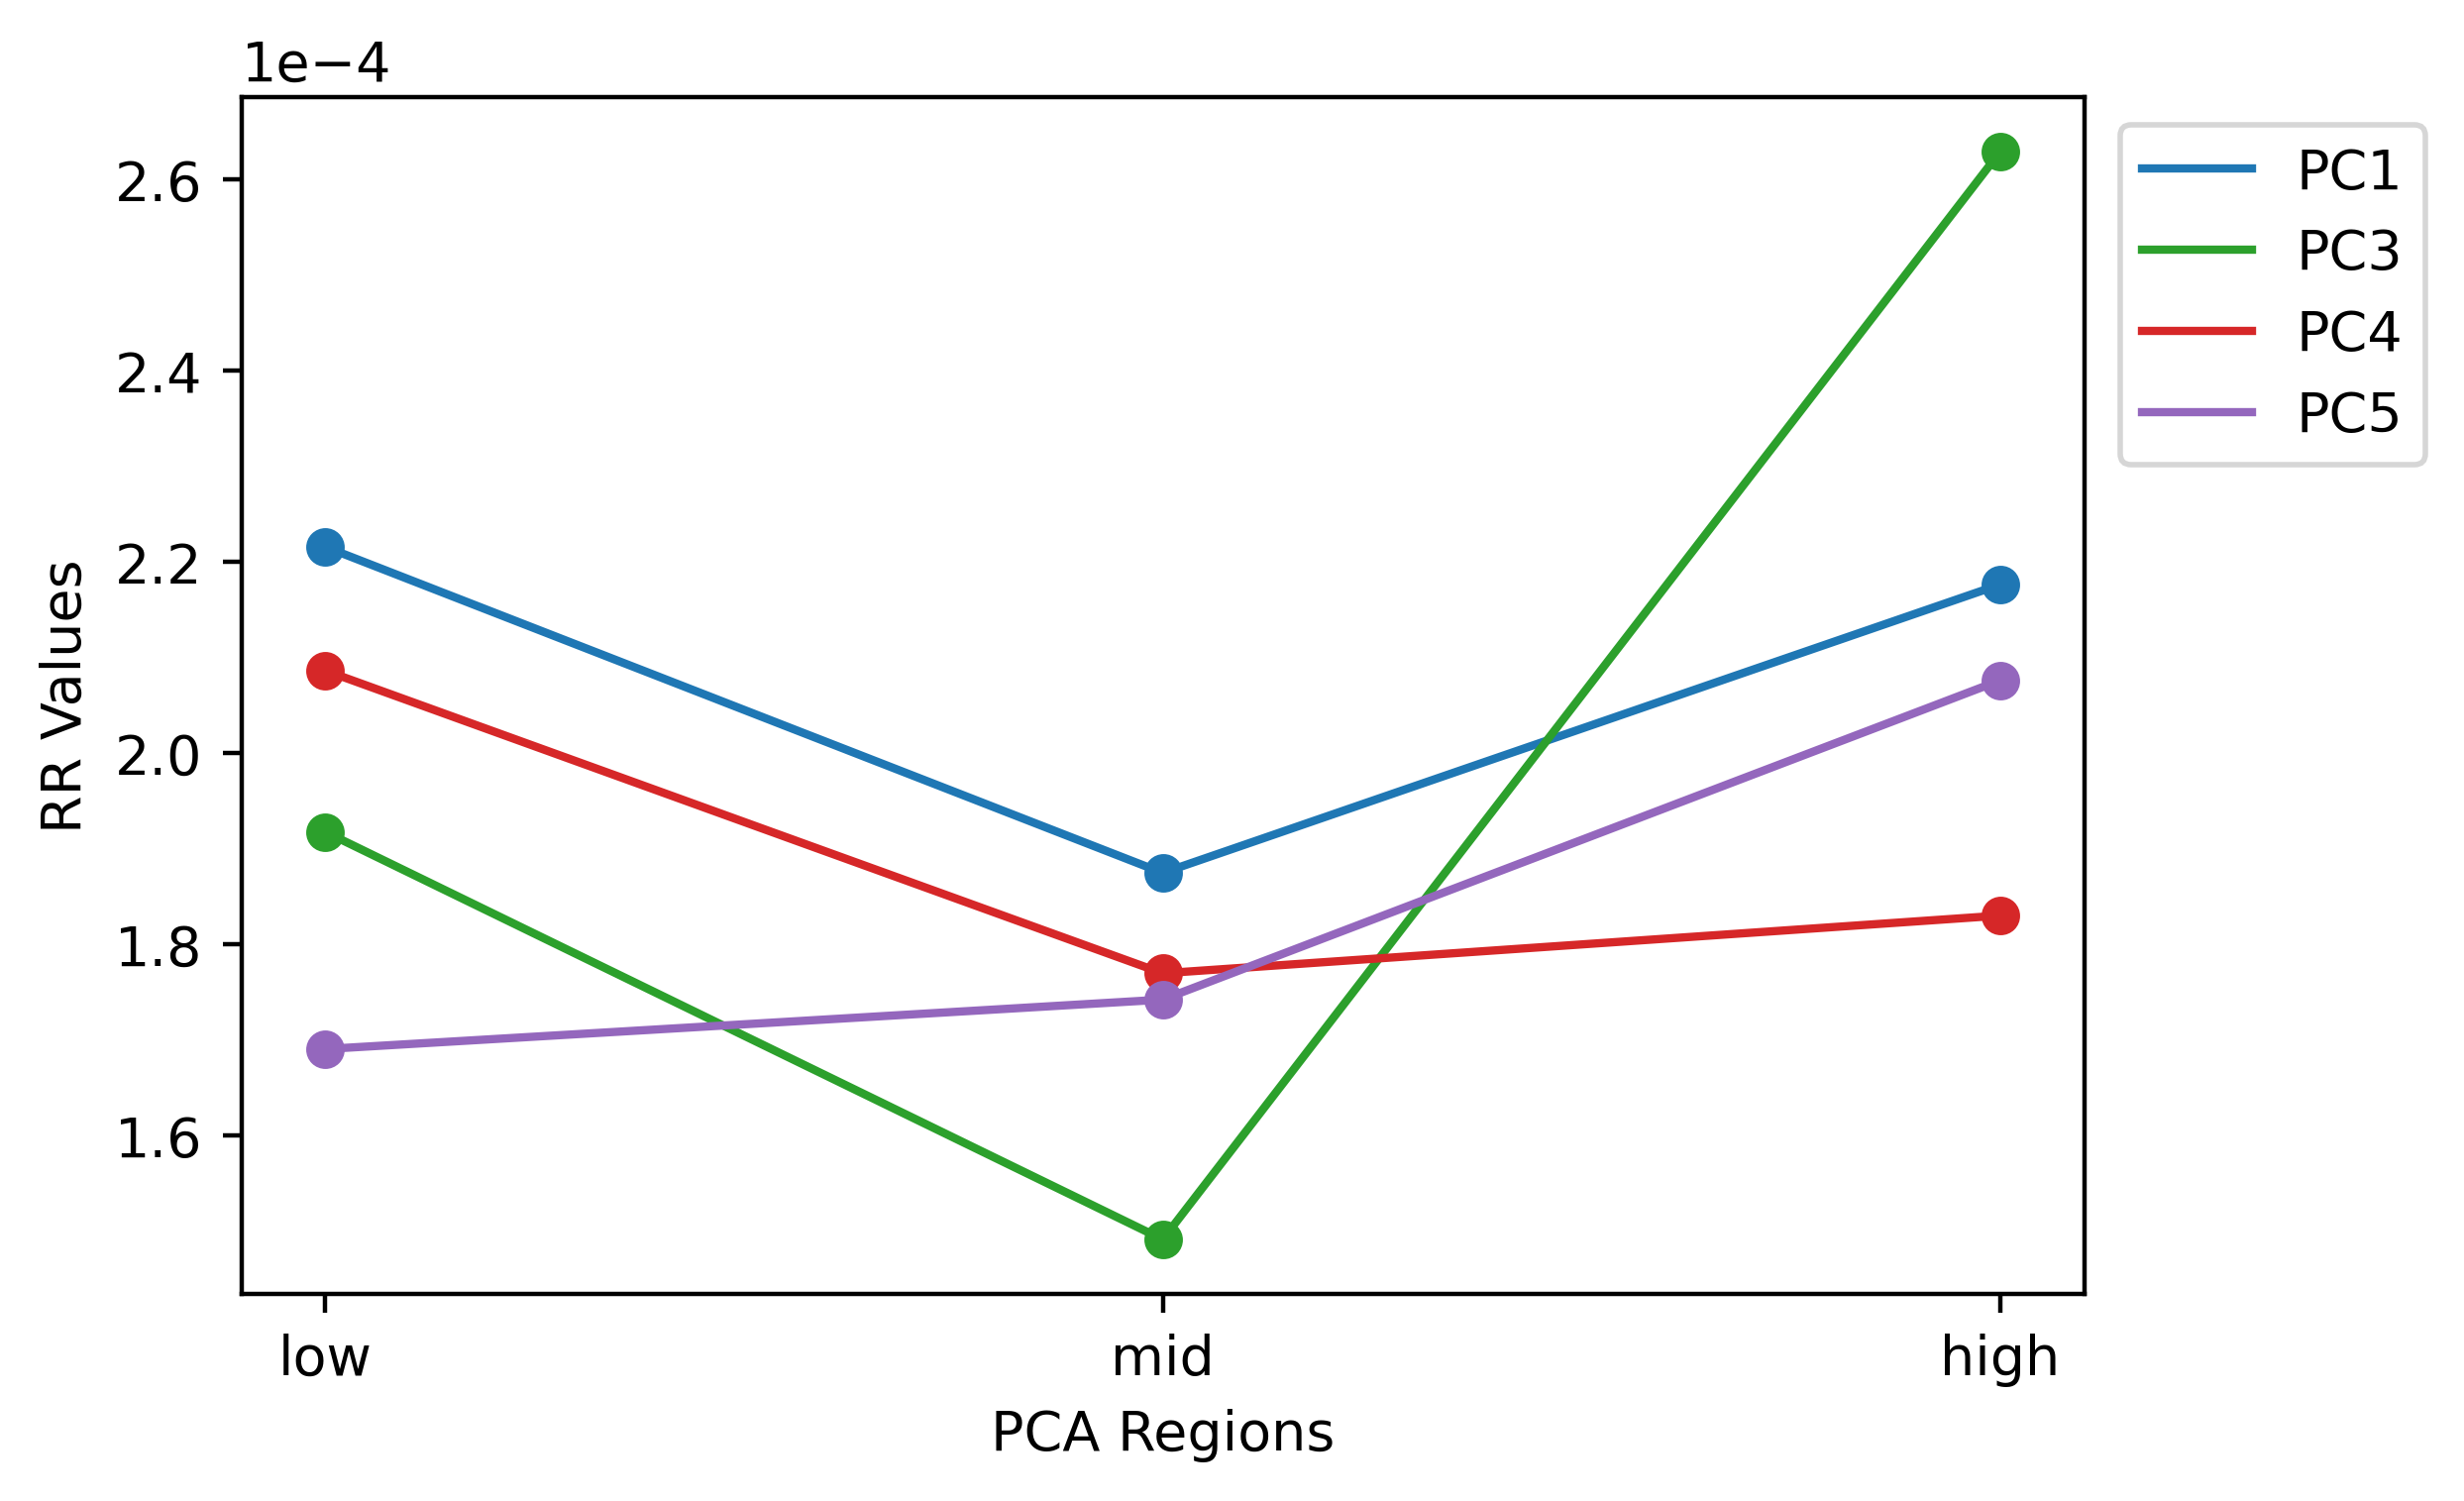 1e−4
2.6
2.4
2.2
2.0
1.8
1.6
RR Values
low
mid
high
PCA Regions
PC1
PC3
PC4
PC5